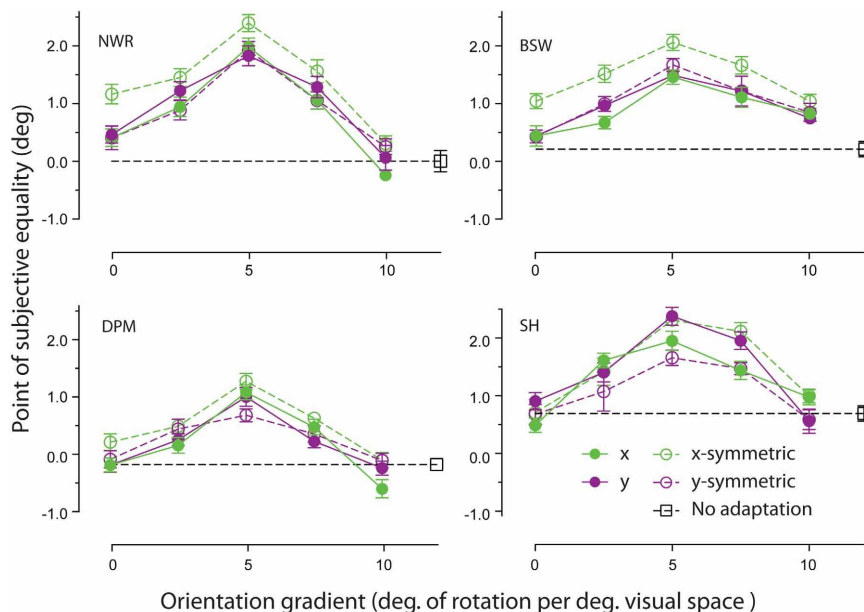 Point of subjective equality (deg)
NWR
2.0
1.0
0.0
-1.0
0
5
10
BSW
2.0
1.0
0.0
-1.0
0
5
10
DPM
2.0
1.0
0.0
-1.0
0
5
10
SH
2.0
1.0
0.0
-1.0
x
x-symmetric
y
y-symmetric
No adaptation
0
5
10
Orientation gradient (deg. of rotation per deg. visual space )